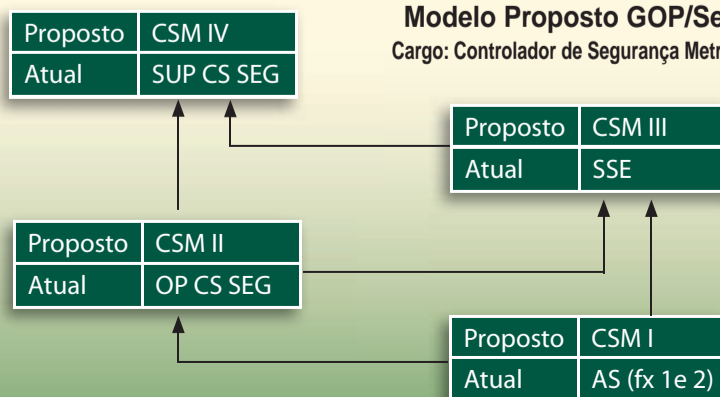 Modelo Proposto GOP/Se
Cargo: Controlador de Segurança Metr
Proposto CSM IV
Atual SUP CS SEG
Proposto CSM III
Atual SSE
Proposto CSM II
Atual OP CS SEG
Proposto CSM I
Atual AS (fx 1e 2)